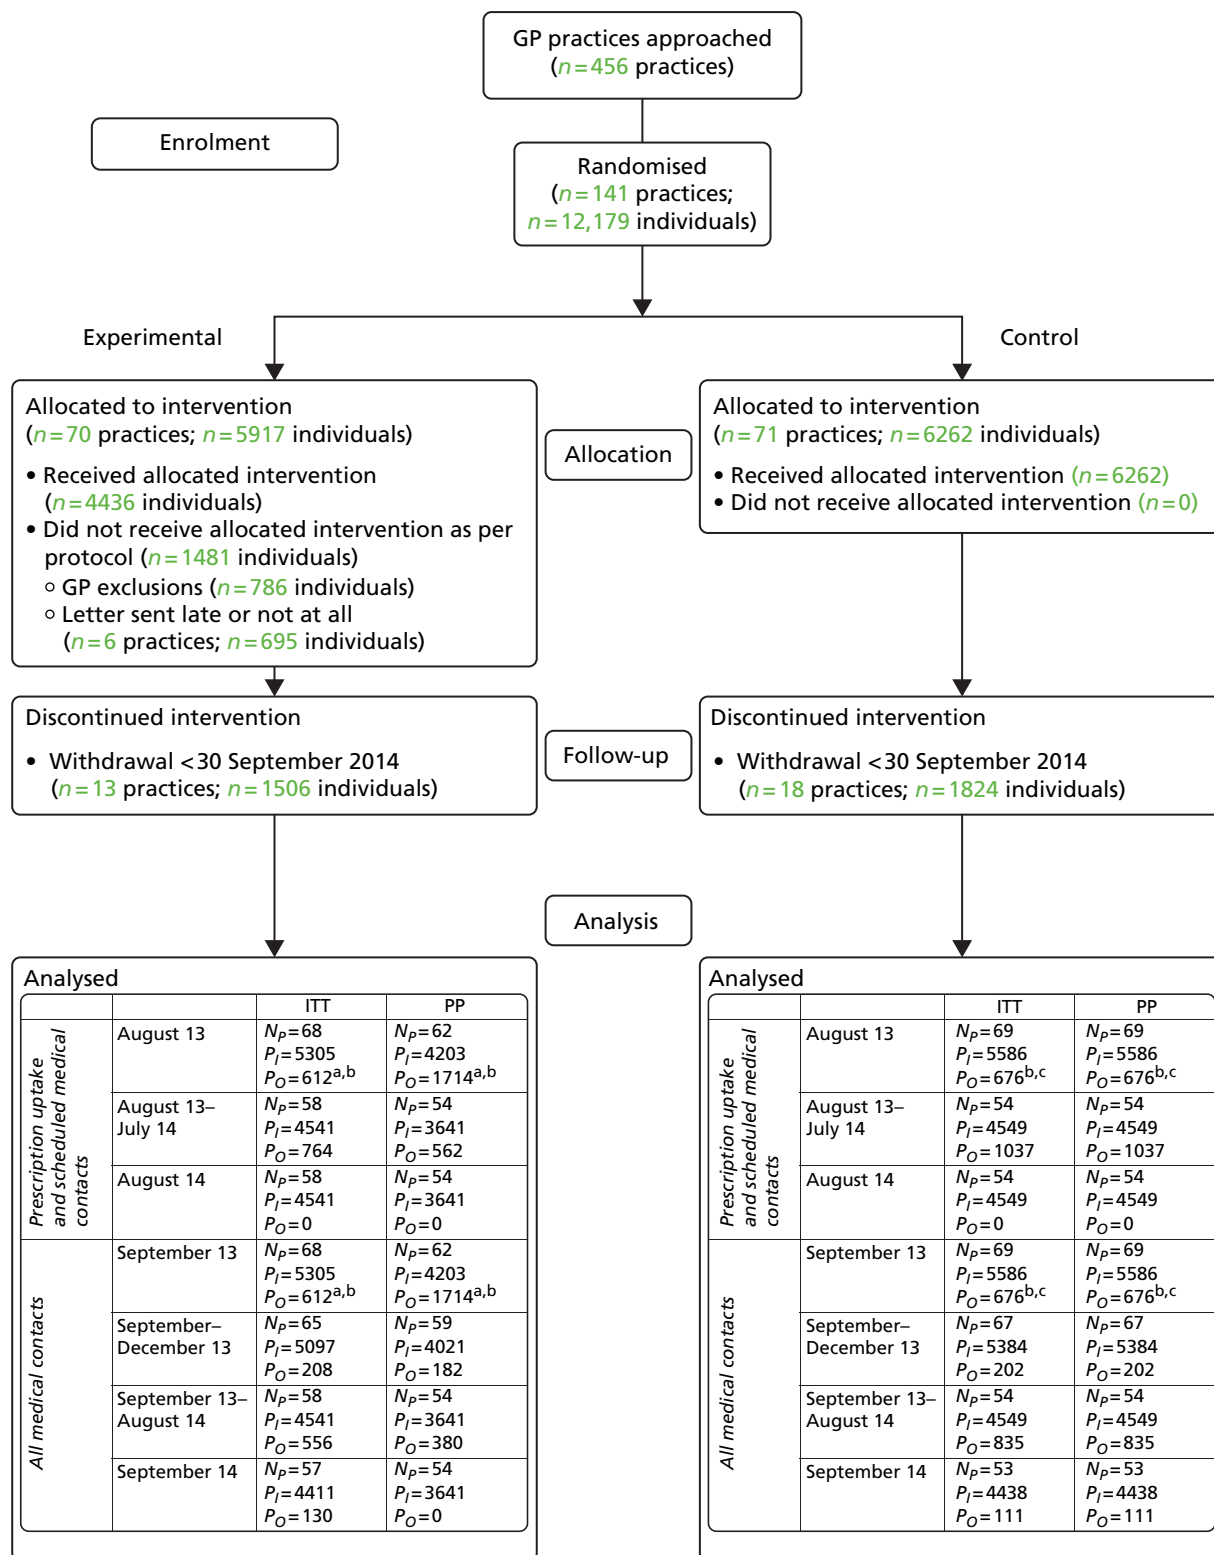 GP practices approached
(n=456 practices)
Enrolment
Randomised
(n=141 practices;
n=12,179 individuals)
Experimental
Control
Allocated to intervention
(n=70 practices; n=5917 individuals)
• Received allocated intervention
(n=4436 individuals)
• Did not receive allocated intervention as per
protocol (n=1481 individuals)
○ GP exclusions (n=786 individuals)
○ Letter sent late or not at all
(n=6 practices; n=695 individuals)
Allocation
Allocated to intervention
(n=71 practices; n=6262 individuals)
• Received allocated intervention (n=6262)
• Did not receive allocated intervention (n=0)
Discontinued intervention
• Withdrawal <30 September 2014
(n=13 practices; n=1506 individuals)
Follow-up
Discontinued intervention
• Withdrawal <30 September 2014
(n=18 practices; n=1824 individuals)
Analysis
Analysed
ITT PP
Prescription uptake
and scheduled medical
contacts
August 13 NP=68 NP=62
PI=5305 PI=4203
PO=612a,b PO=1714a,b
August 13– NP=58 NP=54
July 14 PI=4541 PI=3641
PO=764 PO=562
August 14 NP=58 NP=54
PI=4541 PI=3641
PO=0 PO=0
All medical contacts
September 13 NP=68 NP=62
PI=5305 PI=4203
PO=612a,b PO=1714a,b
September– NP=65 NP=59
December 13 PI=5097 PI=4021
PO=208 PO=182
September 13– NP=58 NP=54
August 14 PI=4541 PI=3641
PO=556 PO=380
September 14 NP=57 NP=54
PI=4411 PI=3641
PO=130 PO=0
Analysed
ITT PP
Prescription uptake
and scheduled medical
contacts
August 13 NP=69 NP=69
PI=5586 PI=5586
PO=676b,c PO=676b,c
August 13– NP=54 NP=54
July 14 PI=4549 PI=4549
PO=1037 PO=1037
August 14 NP=54 NP=54
PI=4549 PI=4549
PO=0 PO=0
All medical contacts
September 13 NP=69 NP=69
PI=5586 PI=5586
PO=676b,c PO=676b,c
September– NP=67 NP=67
December 13 PI=5384 PI=5384
PO=202 PO=202
September 13– NP=54 NP=54
August 14 PI=4549 PI=4549
PO=835 PO=835
September 14 NP=53 NP=53
PI=4438 PI=4438
PO=111 PO=111